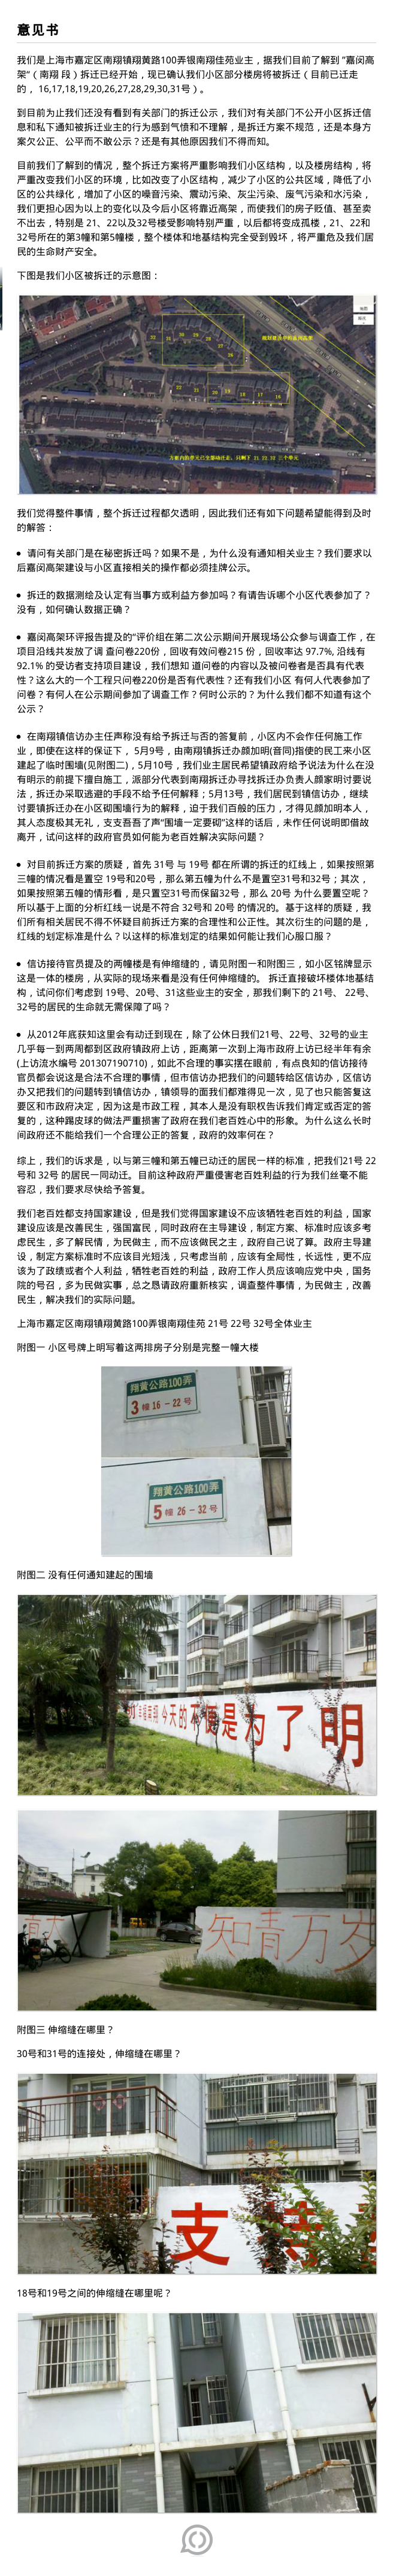 意见书
我们是上海市嘉定区南翔镇翔黄路100弄银南翔佳苑业主，据我们目前了解到 “嘉闵高
架”（ 南翔 段 ）拆迁已经开始，现已确认我们小区部分楼房将被拆迁（ 目前已迁走
的， 16,17,18,19,20,26,27,28,29,30,31号 ）。
到目前为止我们还没有看到有关部门的拆迁公示，我们对有关部门不公开小区拆迁信
息和私下通知被拆迁业主的行为感到气愤和不理解，是拆迁方案不规范，还是本身方
案欠公正、公平而不敢公示？还是有其他原因我们不得而知。
目前我们了解到的情况，整个拆迁方案将严重影响我们小区结构，以及楼房结构，将
严重改变我们小区的环境，比如改变了小区结构，减少了小区的公共区域，降低了小
区的公共绿化，增加了小区的噪音污染、震动污染、灰尘污染、废气污染和水污染，
我们更担心因为以上的变化以及今后小区将靠近高架，而使我们的房子贬值、甚至卖
不出去，特别是 21、22以及32号楼受影响特别严重，以后都将变成孤楼，21、22和
32号所在的第3幢和第5幢楼，整个楼体和地基结构完全受到毁坏，将严重危及我们居
民的生命财产安全。
下图是我们小区被拆迁的示意图：
我们觉得整件事情，整个拆迁过程都欠透明，因此我们还有如下问题希望能得到及时
的解答：
● 请问有关部门是在秘密拆迁吗？如果不是，为什么没有通知相关业主？我们要求以
后嘉闵高架建设与小区直接相关的操作都必须挂牌公示。
● 拆迁的数据测绘及认定有当事方或利益方参加吗？有请告诉哪个小区代表参加了？
没有，如何确认数据正确？
● 嘉闵高架环评报告提及的“评价组在第二次公示期间开展现场公众参与调查工作，在
项目沿线共发放了调 查问卷220份，回收有效问卷215 份，回收率达 97.7%, 沿线有
92.1% 的受访者支持项目建设，我们想知 道问卷的内容以及被问卷者是否具有代表
性？这么大的一个工程只问卷220份是否有代表性？还有我们小区 有何人代表参加了
问卷？有何人在公示期间参加了调查工作？何时公示的？为什么我们都不知道有这个
公示？
● 在南翔镇信访办主任声称没有给予拆迁与否的答复前，小区内不会作任何施工作
业，即使在这样的保证下， 5月9号，由南翔镇拆迁办颜加明(音同)指使的民工来小区
建起了临时围墙(见附图二)，5月10号，我们业主居民希望镇政府给予说法为什么在没
有明示的前提下擅自施工，派部分代表到南翔拆迁办寻找拆迁办负责人颜家明讨要说
法，拆迁办采取逃避的手段不给予任何解释；5月13号，我们居民到镇信访办，继续
讨要镇拆迁办在小区砌围墙行为的解释，迫于我们百般的压力，才得见颜加明本人，
其人态度极其无礼，支支吾吾了声“围墙一定要砌”这样的话后，未作任何说明即借故
离开，试问这样的政府官员如何能为老百姓解决实际问题？
● 对目前拆迁方案的质疑，首先 31号 与 19号 都在所谓的拆迁的红线上，如果按照第
三幢的情况看是置空 19号和20号，那么第五幢为什么不是置空31号和32号；其次，
如果按照第五幢的情形看，是只置空31号而保留32号，那么 20号 为什么要置空呢？
所以基于上面的分析红线一说是不符合 32号和 20号 的情况的。基于这样的质疑，我
们所有相关居民不得不怀疑目前拆迁方案的合理性和公正性。其次衍生的问题的是，
红线的划定标准是什么？以这样的标准划定的结果如何能让我们心服口服？
● 信访接待官员提及的两幢楼是有伸缩缝的，请见附图一和附图三，如小区铭牌显示
这是一体的楼房，从实际的现场来看是没有任何伸缩缝的。 拆迁直接破坏楼体地基结
构，试问你们考虑到 19号、20号、31这些业主的安全，那我们剩下的 21号、 22号、
32号的居民的生命就无需保障了吗？
● 从2012年底获知这里会有动迁到现在，除了公休日我们21号、22号、32号的业主
几乎每一到两周都到区政府镇政府上访，距离第一次到上海市政府上访已经半年有余
(上访流水编号 201307190710)，如此不合理的事实摆在眼前，有点良知的信访接待
官员都会说这是合法不合理的事情，但市信访办把我们的问题转给区信访办，区信访
办又把我们的问题转到镇信访办，镇领导的面我们都难得见一次，见了也只能答复这
要区和市政府决定，因为这是市政工程，其本人是没有职权告诉我们肯定或否定的答
复的，这种踢皮球的做法严重损害了政府在我们老百姓心中的形象。为什么这么长时
间政府还不能给我们一个合理公正的答复，政府的效率何在？
综上，我们的诉求是，以与第三幢和第五幢已动迁的居民一样的标准，把我们21号 22
号和 32号 的居民一同动迁。目前这种政府严重侵害老百姓利益的行为我们丝毫不能
容忍，我们要求尽快给予答复。
我们老百姓都支持国家建设，但是我们觉得国家建设不应该牺牲老百姓的利益，国家
建设应该是改善民生，强国富民，同时政府在主导建设，制定方案、标准时应该多考
虑民生，多了解民情，为民做主，而不应该做民之主，政府自己说了算。政府主导建
设，制定方案标准时不应该目光短浅，只考虑当前，应该有全局性，长远性，更不应
该为了政绩或者个人利益，牺牲老百姓的利益，政府工作人员应该响应党中央，国务
院的号召，多为民做实事，总之恳请政府重新核实，调查整件事情，为民做主，改善
民生，解决我们的实际问题。
上海市嘉定区南翔镇翔黄路100弄银南翔佳苑 21号 22号 32号全体业主
附图一 小区号牌上明写着这两排房子分别是完整一幢大楼
翔黄公路100弄
3 幢 16－22 号
翔黄公路100弄
5 幢 26－32 号
附图二 没有任何通知建起的围墙
今天的不便是为了明
知青万岁
附图三 伸缩缝在哪里？
30号和31号的连接处，伸缩缝在哪里？
支
18号和19号之间的伸缩缝在哪里呢？